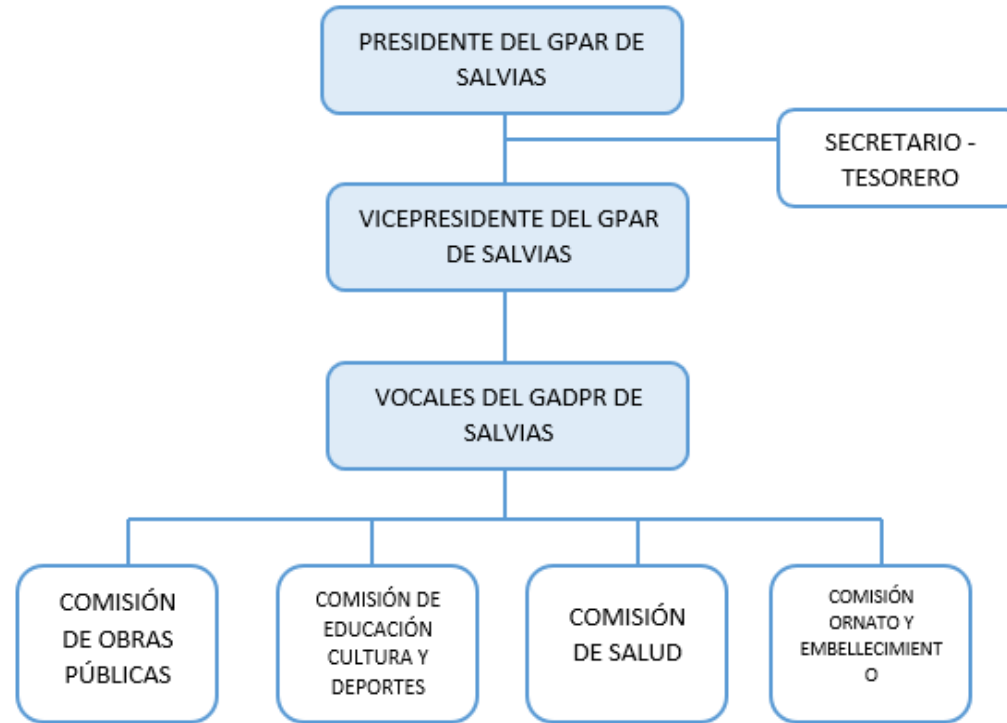 PRESIDENTE DEL GPAR DE
SALVIAS
SECRETARIO -
TESORERO
VICEPRESIDENTE DEL GPAR
DE SALVIAS
VOCALES DEL GADPR DE
SALVIAS
COMISIÓN
DE OBRAS
PÚBLICAS
COMISIÓN DE
EDUCACIÓN
CULTURA Y
DEPORTES
COMISIÓN
DE SALUD
COMISIÓN
ORNATO Y
EMBELLECIMIENT
O